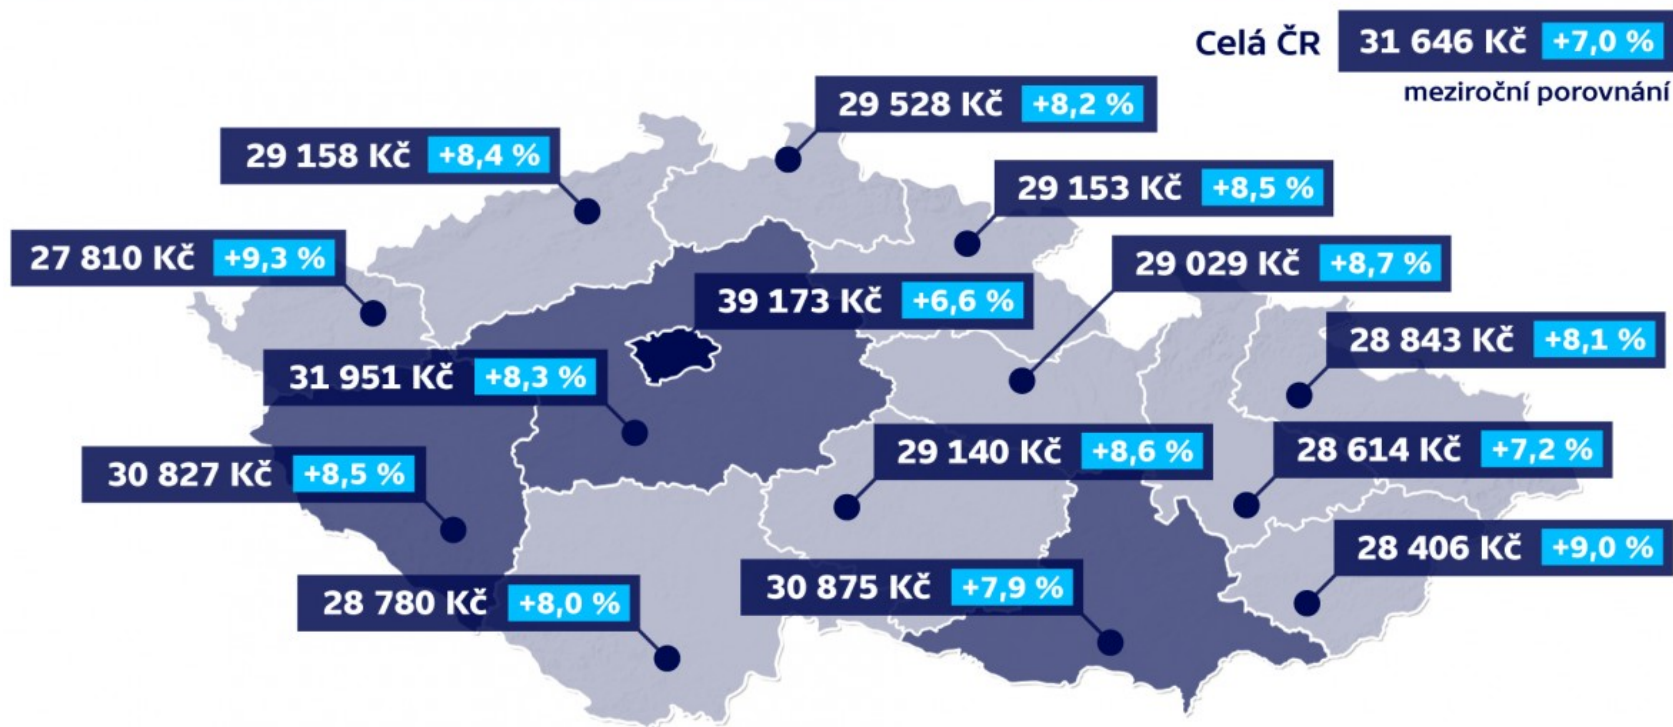 Celá ČR 31 646 Kč +7,0 %
meziroční porovnání
29 528 Kč +8,2 %
29 158 Kč +8,4 %
29 153 Kč +8,5 %
27 810 Kč +9,3 %
29 029 Kč +8,7 %
39 173 Kč +6,6 %
28 843 Kč +8,1 %
31 951 Kč +8,3 %
29 140 Kč +8,6 %
28 614 Kč +7,2 %
30 827 Kč +8,5 %
28 406 Kč +9,0 %
30 875 Kč +7,9 %
28 780 Kč +8,0 %